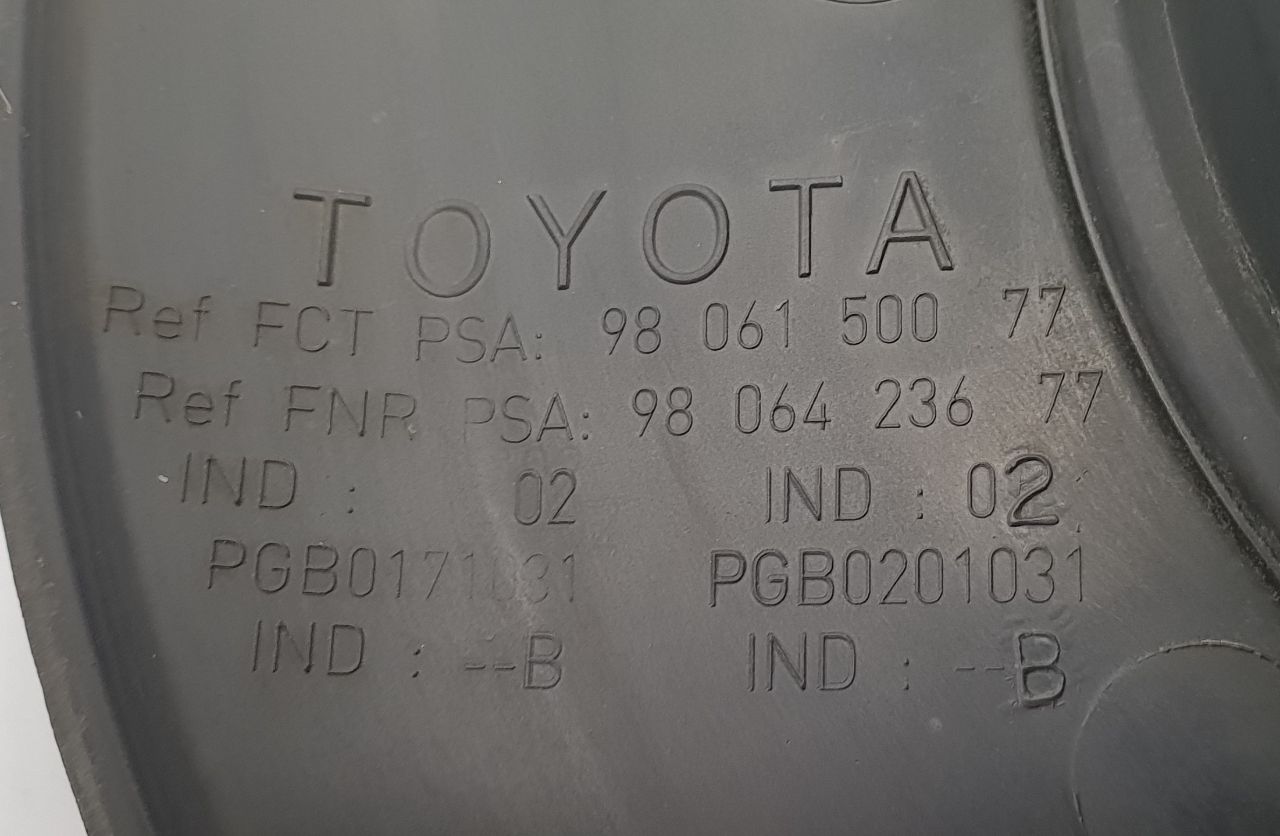 TOYOTA
Ref FCT PSA: 98 061 500 77
Ref FNR PSA: 98 064 236 77
IND : 02 IND : 02
PGB0171031 PGB0201031
IND : --B IND : --B